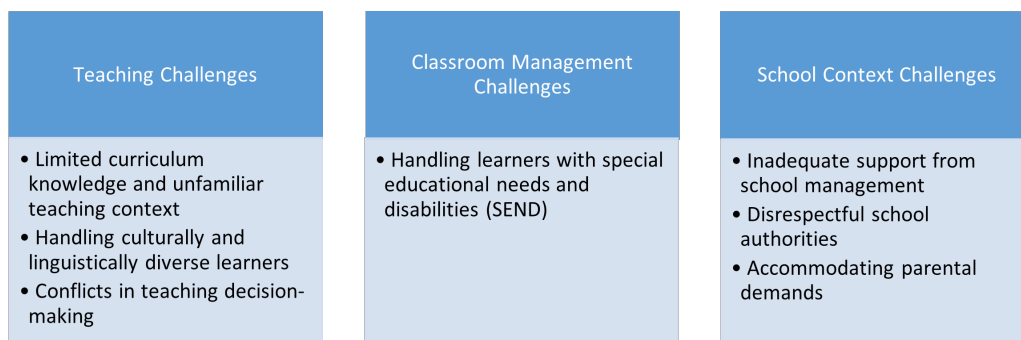 Teaching Challenges
• Limited curriculum
knowledge and unfamiliar
teaching context
• Handling culturally and
linguistically diverse learners
• Conflicts in teaching decision-
making
Classroom Management
Challenges
• Handling learners with special
educational needs and
disabilities (SEND)
School Context Challenges
• Inadequate support from
school management
• Disrespectful school
authorities
• Accommodating parental
demands